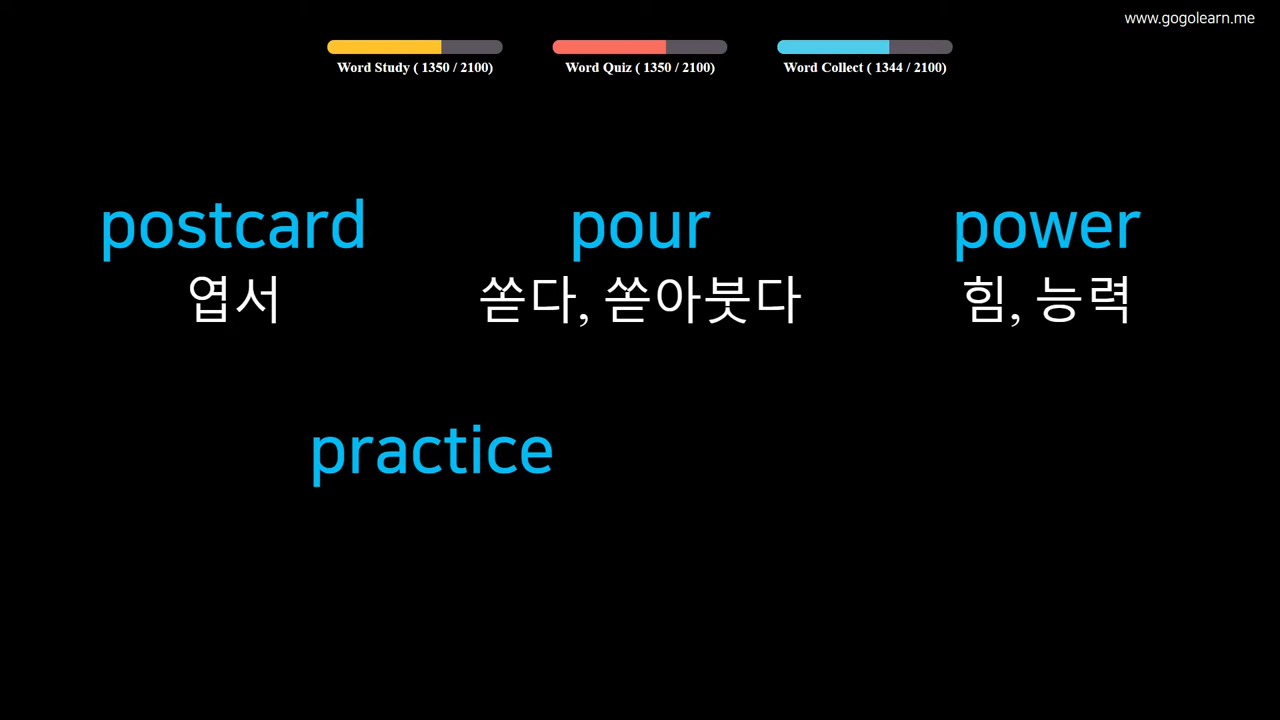 www.gogolearn.me
Word Study ( 1350 / 2100)
Word Quiz ( 1350 / 2100)
Word Collect ( 1344 / 2100)
postcard
엽서
pour
쏟다, 쏟아붓다
power
힘, 능력
practice